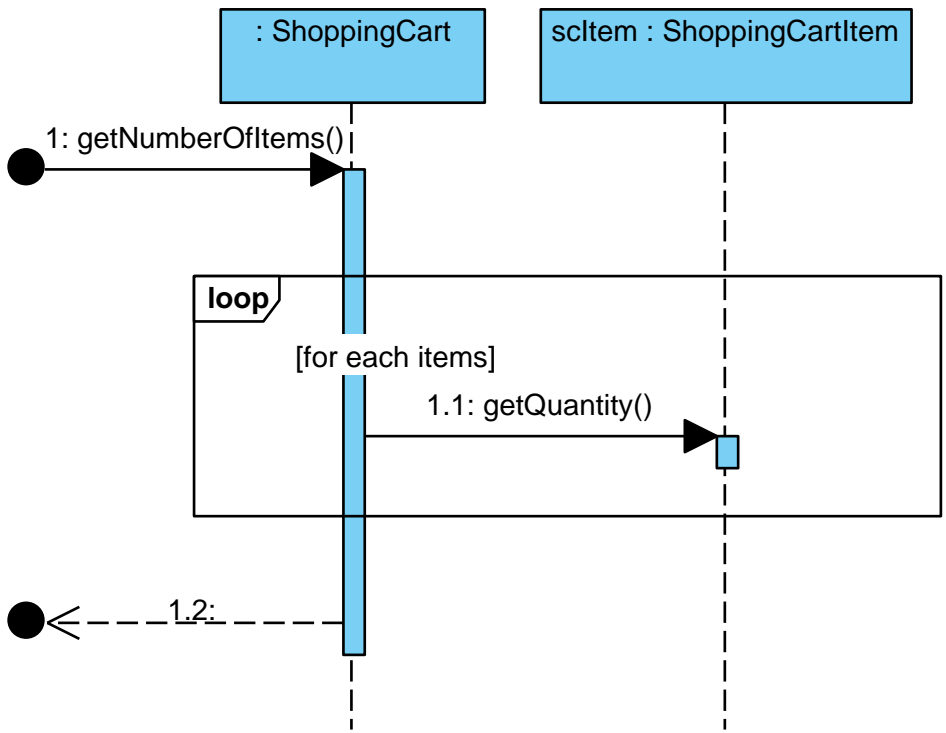 : ShoppingCart
scItem : ShoppingCartItem
1: getNumberOfItems()
loop
[for each items]
1.1: getQuantity()
1.2: